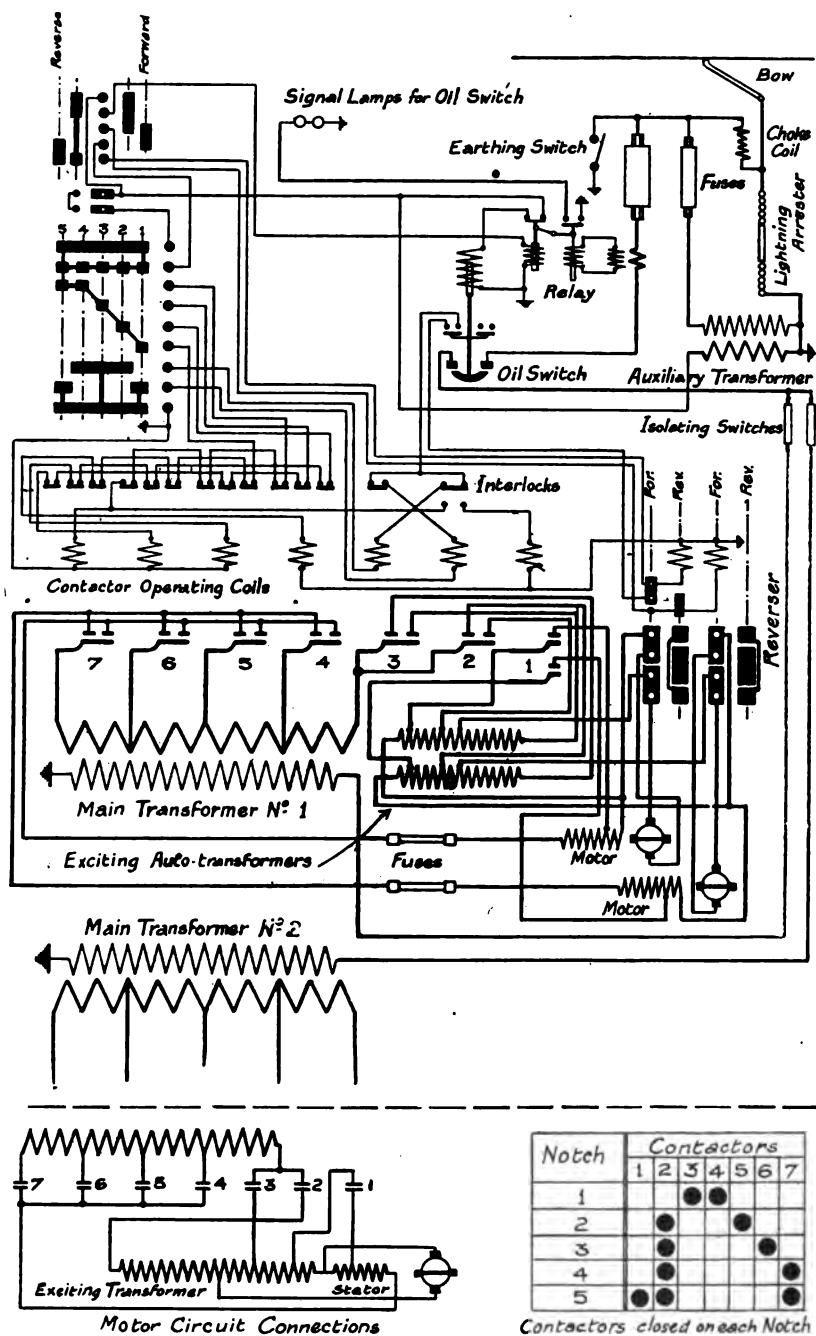 Reverse
Forward
Signal Lamps for Oil Switch
Bow
Earthing Switch
Choke
Coil
Fuses
Lightning
Arrester
5 4 3 2 1
Relay
Oil Switch
Auxiliary Transformer
Isolating Switches
Interlocks
For.
Rev.
For.
Rev.
Contactor Operating Coils
Reverser
7 6 5 4 3 2 1
Main Transformer Nº 1
Exciting Auto-transformers
Fuses
Motor
Motor
Main Transformer Nº 2
7 6 5 4 3 2 1
Exciting Transformer
Stator
Motor Circuit Connections
Notch
Contactors
1 2 3 4 5 6 7
1
2
3
4
5
Contactors closed on each Notch